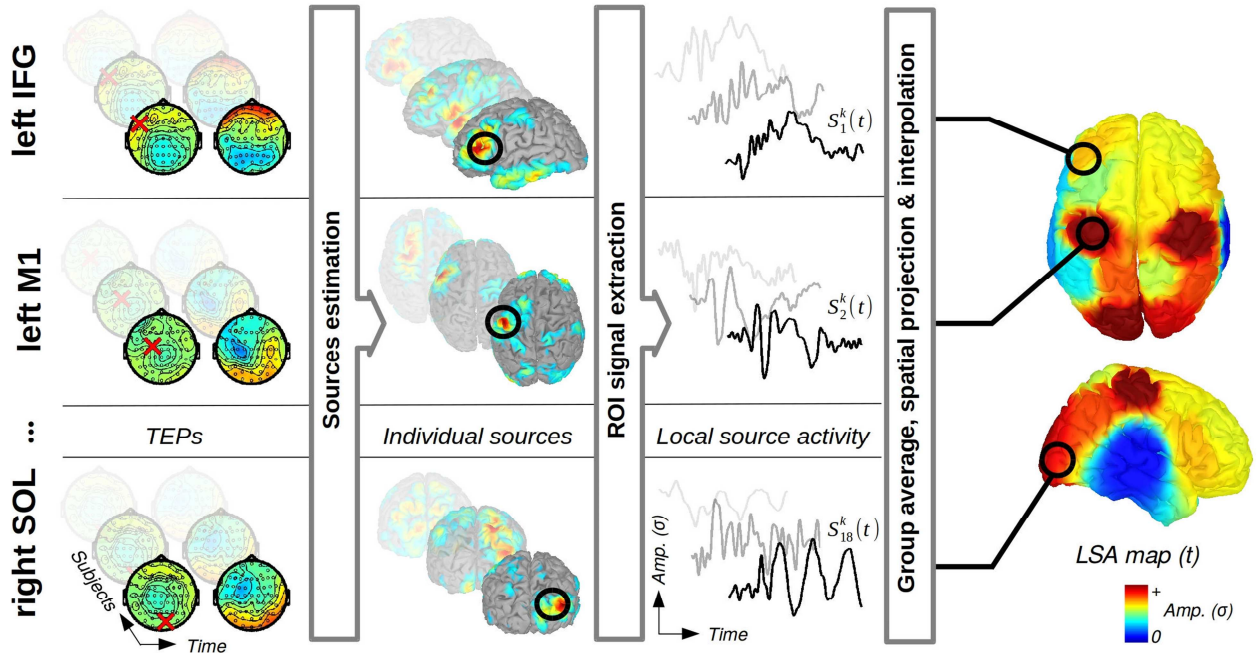 left IFG
left M1
...
right SOL
TEPs
Subjects
Time
Sources estimation
Individual sources
ROI signal extraction
S₁ᵏ(t)
S₂ᵏ(t)
Local source activity
S₁₈ᵏ(t)
Amp. (σ)
Time
Group average, spatial projection & interpolation
LSA map (t)
+
Amp. (σ)
0